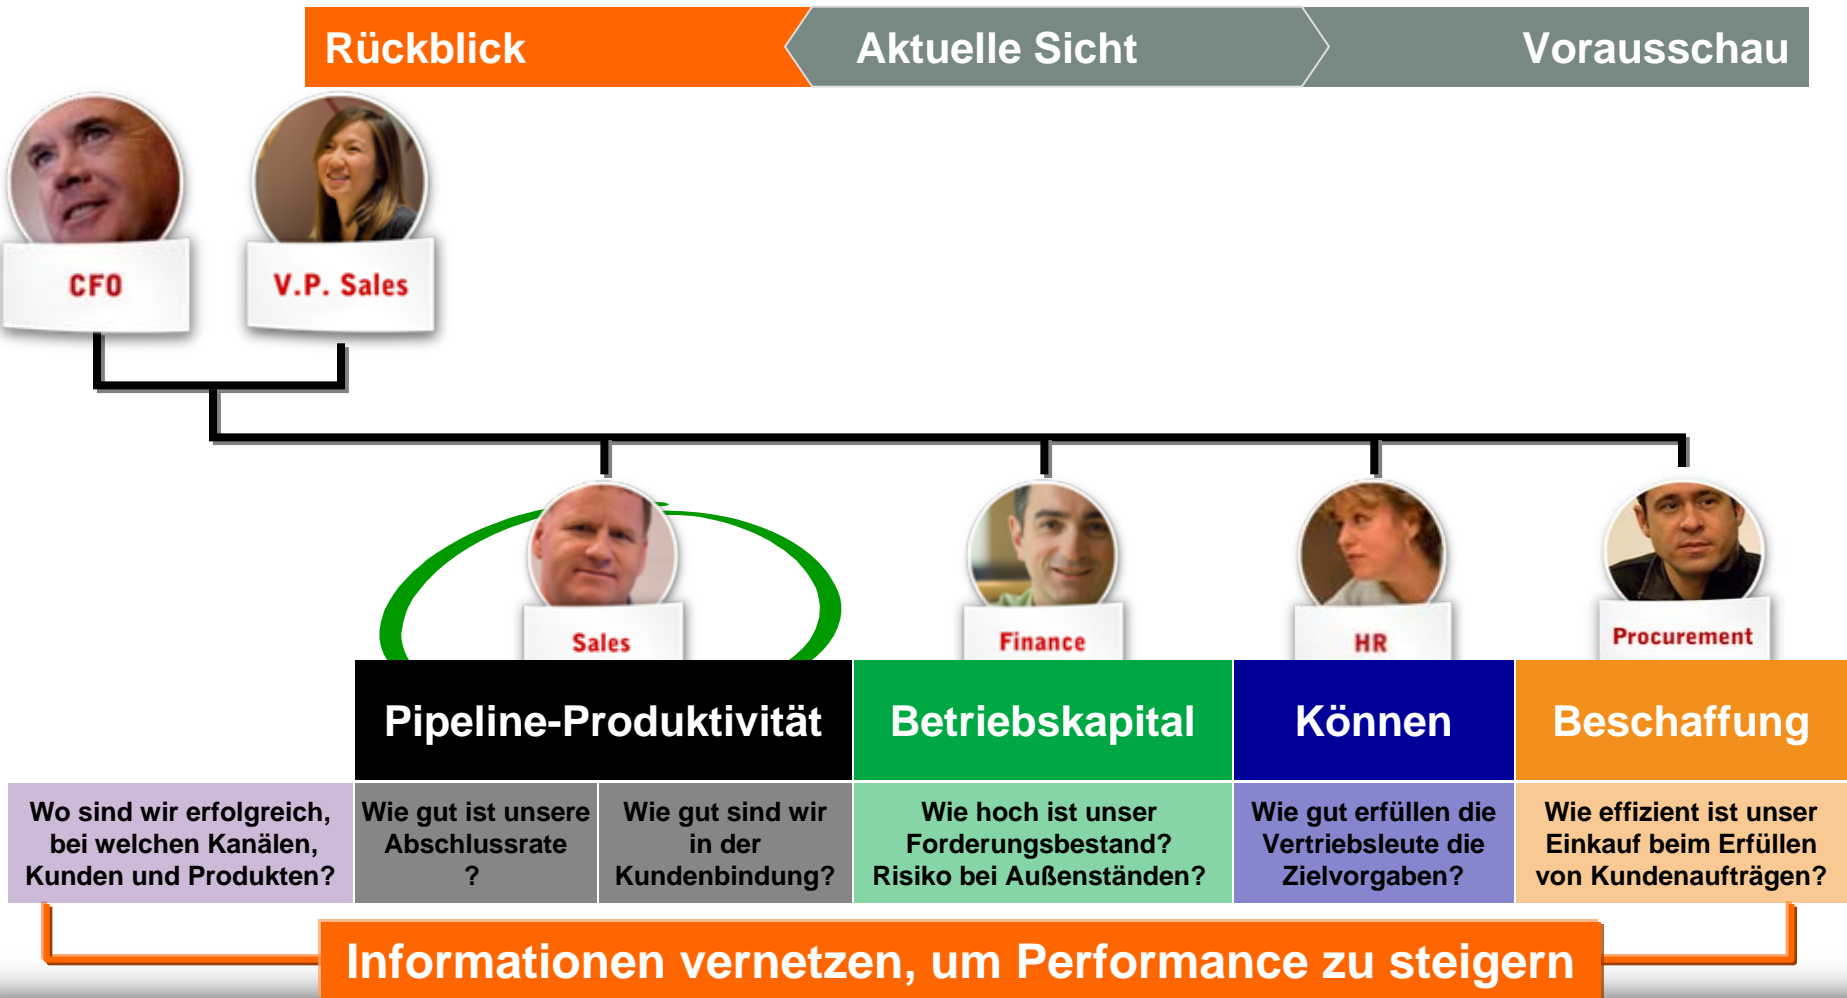 Rückblick
Aktuelle Sicht
Vorausschau
CFO
V.P. Sales
Sales
Finance
HR
Procurement
Pipeline-Produktivität
Betriebskapital
Können
Beschaffung
Wo sind wir erfolgreich,
bei welchen Kanälen,
Kunden und Produkten?
Wie gut ist unsere
Abschlussrate
?
Wie gut sind wir
in der
Kundenbindung?
Wie hoch ist unser
Forderungsbestand?
Risiko bei Außenständen?
Wie gut erfüllen die
Vertriebsleute die
Zielvorgaben?
Wie effizient ist unser
Einkauf beim Erfüllen
von Kundenaufträgen?
Informationen vernetzen, um Performance zu steigern